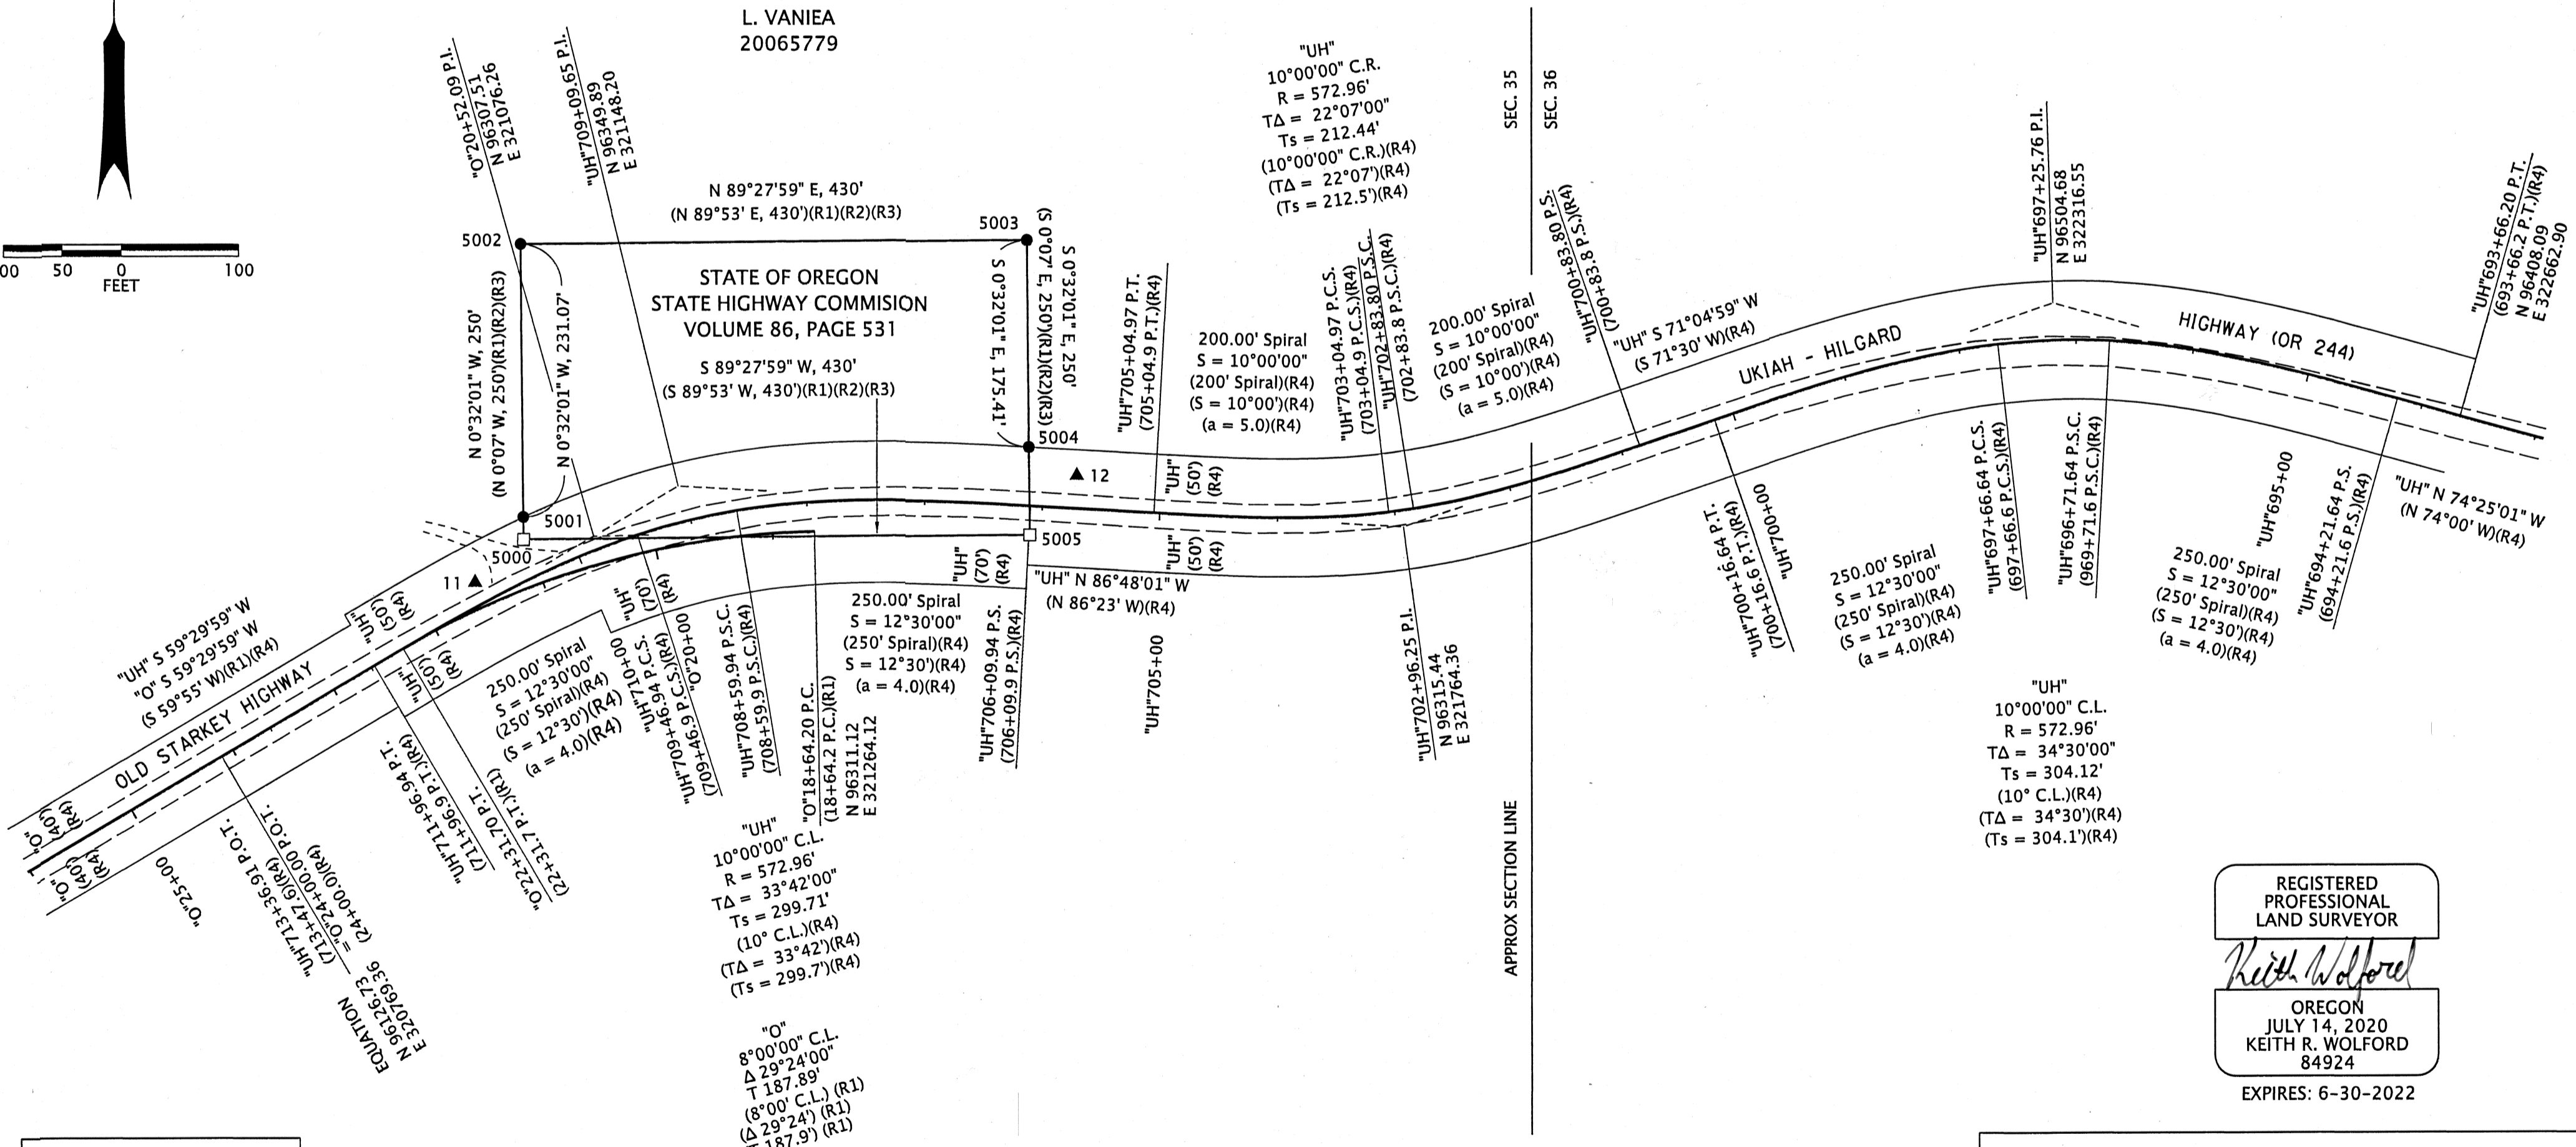 L. VANIEA
20065779
00 50 0 100
FEET
"O"20+52.09 P.I.
N 96307.51
E 321076.26
"UH"709+09.65 P.I.
N 96349.89
E 321148.20
N 89°27'59" E, 430'
(N 89°53' E, 430')(R1)(R2)(R3)
5002
5003
STATE OF OREGON
STATE HIGHWAY COMMISION
VOLUME 86, PAGE 531
S 89°27'59" W, 430'
(S 89°53' W, 430')(R1)(R2)(R3)
N 0°32'01" W, 250'
(N 0°07' W, 250')(R1)(R2)(R3)
N 0°32'01" W, 231.07'
S 0°32'01" E, 175.41'
(S 0°07' E, 250')(R1)(R2)(R3)
S 0°32'01" E, 250'
5004
12
5001
5000
5005
11
"UH"
10°00'00" C.R.
R = 572.96'
TΔ = 22°07'00"
Ts = 212.44'
(10°00'00" C.R.)(R4)
(TΔ = 22°07')(R4)
(Ts = 212.5')(R4)
SEC. 35
SEC. 36
"UH"705+04.97 P.T.
(705+04.9 P.T.)(R4)
200.00' Spiral
S = 10°00'00"
(200' Spiral)(R4)
(S = 10°00')(R4)
(a = 5.0)(R4)
"UH"703+04.97 P.C.S.
(703+04.9 P.C.S.)(R4)
"UH"702+83.80 P.S.C.
(702+83.8 P.S.C.)(R4)
200.00' Spiral
S = 10°00'00"
(200' Spiral)(R4)
(S = 10°00')(R4)
(a = 5.0)(R4)
"UH"700+83.80 P.S.
(700+83.8 P.S.)(R4)
"UH" S 71°04'59" W
(S 71°30' W)(R4)
UKIAH - HILGARD
HIGHWAY (OR 244)
"UH"697+25.76 P.I.
N 96504.68
E 322316.55
"UH"693+66.20 P.T.
(693+66.2 P.T.)(R4)
N 96408.09
E 322662.90
"UH"
(50')
(R4)
"UH"
(50')
(R4)
"UH"
(70')
(R4)
"UH" N 86°48'01" W
(N 86°23' W)(R4)
"UH" S 59°29'59" W
"O" S 59°29'59" W
(S 59°55' W)(R1)(R4)
OLD STARKEY HIGHWAY
"UH"
(50')
(R4)
"UH"
(50')
(R4)
"UH"
(70')
(R4)
"O"
(40')
(R4)
"O"
(40')
(R4)
"O"25+00
"UH"713+36.91 P.O.T.
(713+47.6)(R4)
="O"24+00.00 P.O.T.
(24+00.0)(R4)
EQUATION
N 96126.73
E 320769.36
"UH"711+96.94 P.T.
(711+96.9 P.T.)(R4)
"O"22+31.70 P.T.
(22+31.7 P.T.)(R1)
250.00' Spiral
S = 12°30'00"
(250' Spiral)(R4)
(S = 12°30')(R4)
(a = 4.0)(R4)
"UH"710+00
"UH"709+46.94 P.C.S.
(709+46.9 P.C.S.)(R4)
"O"20+00
"UH"708+59.94 P.S.C.
(708+59.9 P.S.C.)(R4)
"O"18+64.20 P.C.
(18+64.2 P.C.)(R1)
N 96311.12
E 321264.12
250.00' Spiral
S = 12°30'00"
(250' Spiral)(R4)
S = 12°30')(R4)
(a = 4.0)(R4)
"UH"706+09.94 P.S.
(706+09.9 P.S.)(R4)
"UH"705+00
"UH"702+96.25 P.I.
N 96315.44
E 321764.36
"UH"700+16.64 P.T.
(700+16.6 P.T.)(R4)
"UH"700+00
250.00' Spiral
S = 12°30'00"
(250' Spiral)(R4)
(S = 12°30')(R4)
(a = 4.0)(R4)
"UH"697+66.64 P.C.S.
(697+66.6 P.C.S.)(R4)
"UH"696+71.64 P.S.C.
(969+71.6 P.S.C.)(R4)
250.00' Spiral
S = 12°30'00"
(250' Spiral)(R4)
(S = 12°30')(R4)
(a = 4.0)(R4)
"UH"695+00
"UH"694+21.64 P.S.
(694+21.6 P.S.)(R4)
"UH" N 74°25'01" W
(N 74°00' W)(R4)
"UH"
10°00'00" C.L.
R = 572.96'
TΔ = 34°30'00"
Ts = 304.12'
(10° C.L.)(R4)
(TΔ = 34°30')(R4)
(Ts = 304.1')(R4)
"UH"
10°00'00" C.L.
R = 572.96'
TΔ = 33°42'00"
Ts = 299.71'
(10° C.L.)(R4)
(TΔ = 33°42')(R4)
(Ts = 299.7')(R4)
"O"
8°00'00" C.L.
Δ 29°24'00"
T 187.89'
(8°00' C.L.) (R1)
(Δ 29°24') (R1)
187.9') (R1)
APPROX SECTION LINE
REGISTERED
PROFESSIONAL
LAND SURVEYOR
Keith Wolford
OREGON
JULY 14, 2020
KEITH R. WOLFORD
84924
EXPIRES: 6-30-2022